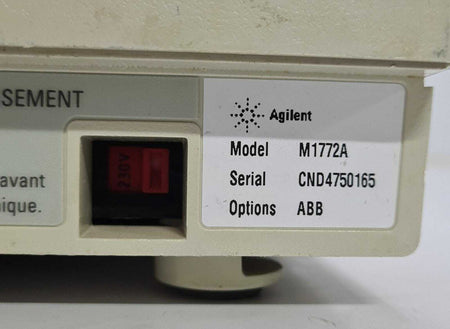 SEMENT
avant
ique.
230V
Agilent
Model M1772A
Serial CND4750165
Options ABB